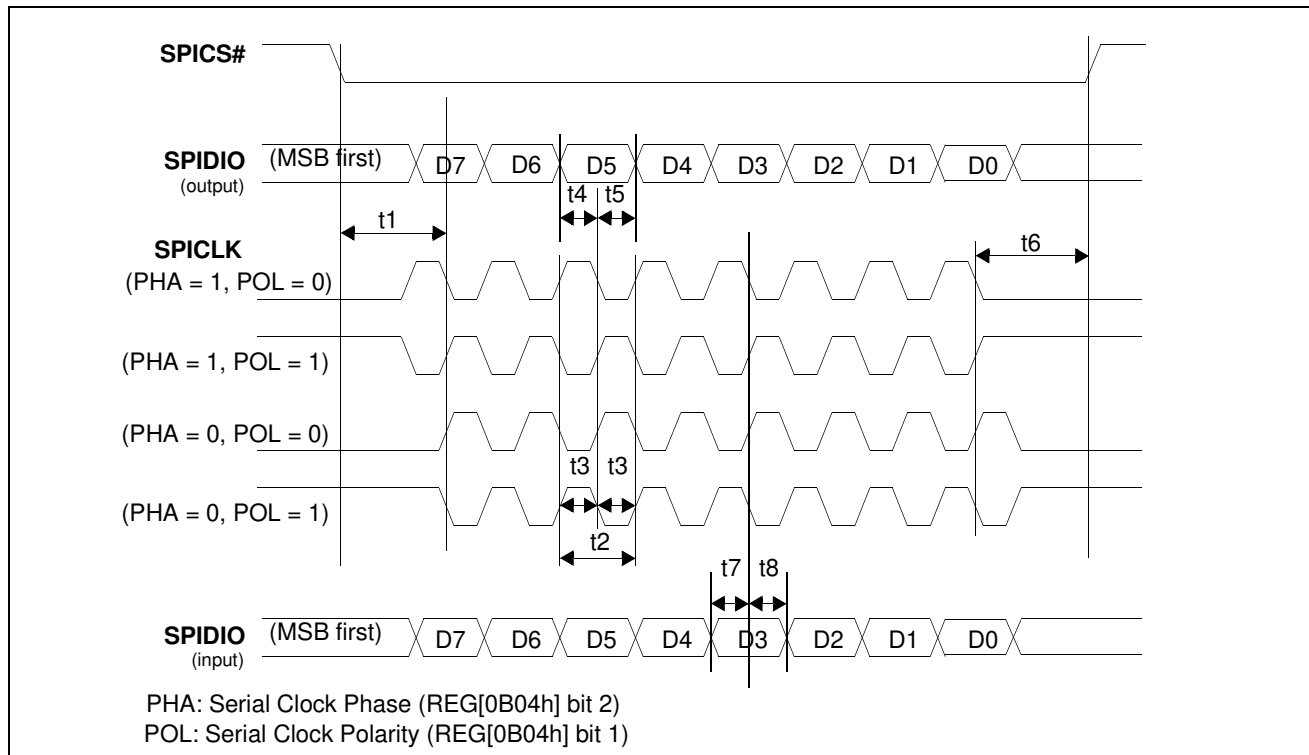 SPICS#
SPIDIO (MSB first) D7 D6 D5 D4 D3 D2 D1 D0
(output)
t4 t5
t1
SPICLK
t6
(PHA = 1, POL = 0)
(PHA = 1, POL = 1)
(PHA = 0, POL = 0)
t3 t3
(PHA = 0, POL = 1)
t2
t7 t8
SPIDIO (MSB first) D7 D6 D5 D4 D3 D2 D1 D0
(input)
PHA: Serial Clock Phase (REG[0B04h] bit 2)
POL: Serial Clock Polarity (REG[0B04h] bit 1)